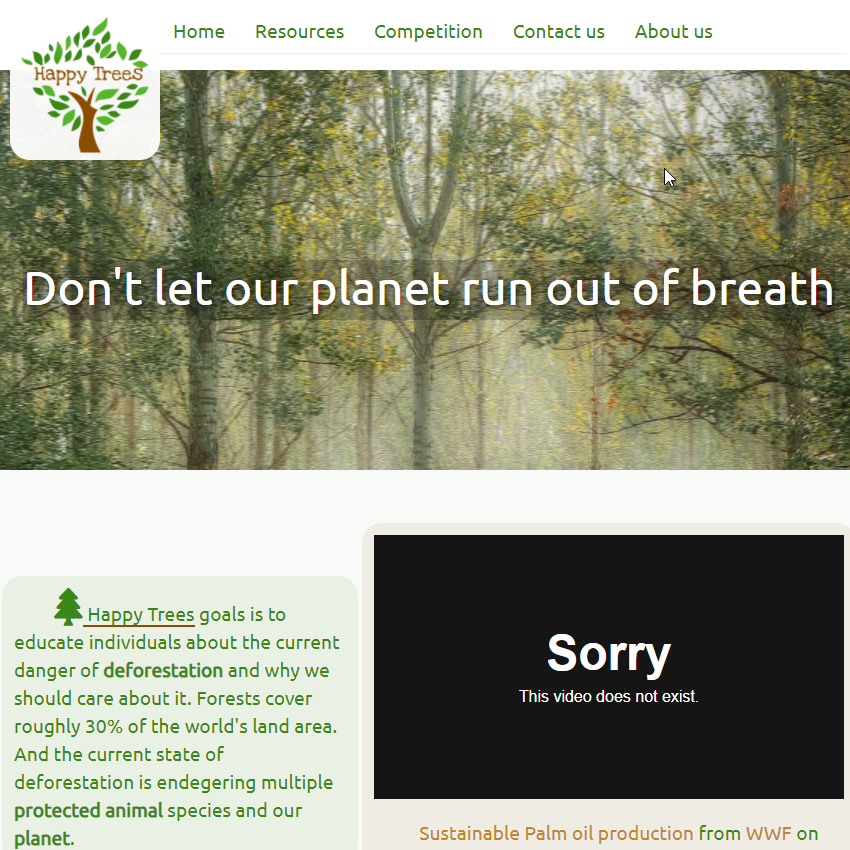 Home Resources Competition Contact us About us
Happy Trees
Don't let our planet run out of breath
Happy Trees goals is to
educate individuals about the current
danger of deforestation and why we
should care about it. Forests cover
roughly 30% of the world's land area.
And the current state of
deforestation is endegering multiple
protected animal species and our
planet.
Sorry
This video does not exist.
Sustainable Palm oil production from WWF on